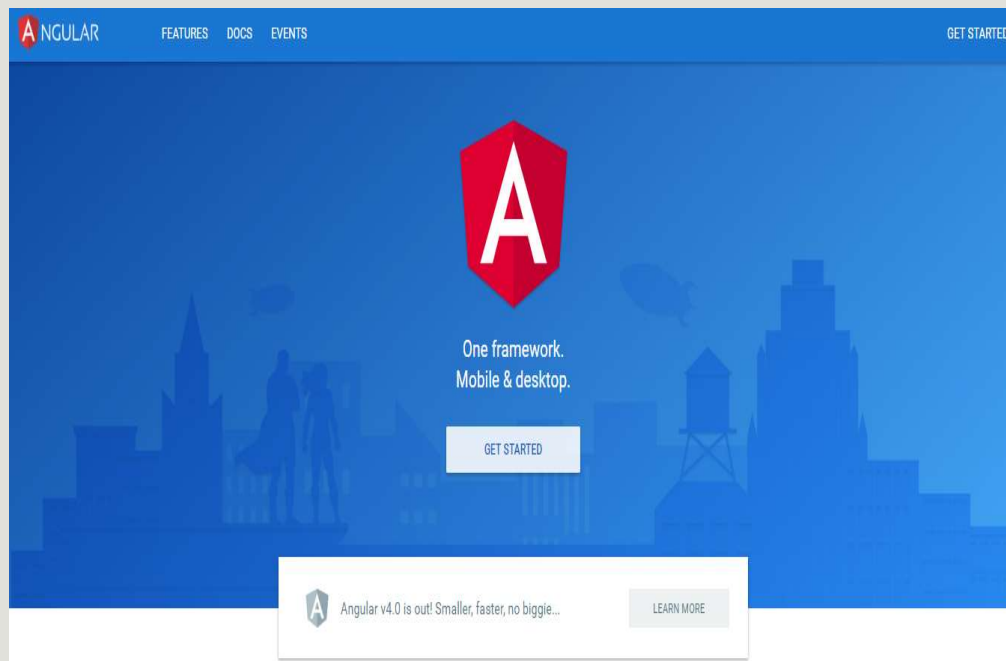 ANGULAR
FEATURES DOCS EVENTS
GET STARTED
A
One framework.
Mobile & desktop.
GET STARTED
Angular v4.0 is out! Smaller, faster, no biggie...
LEARN MORE